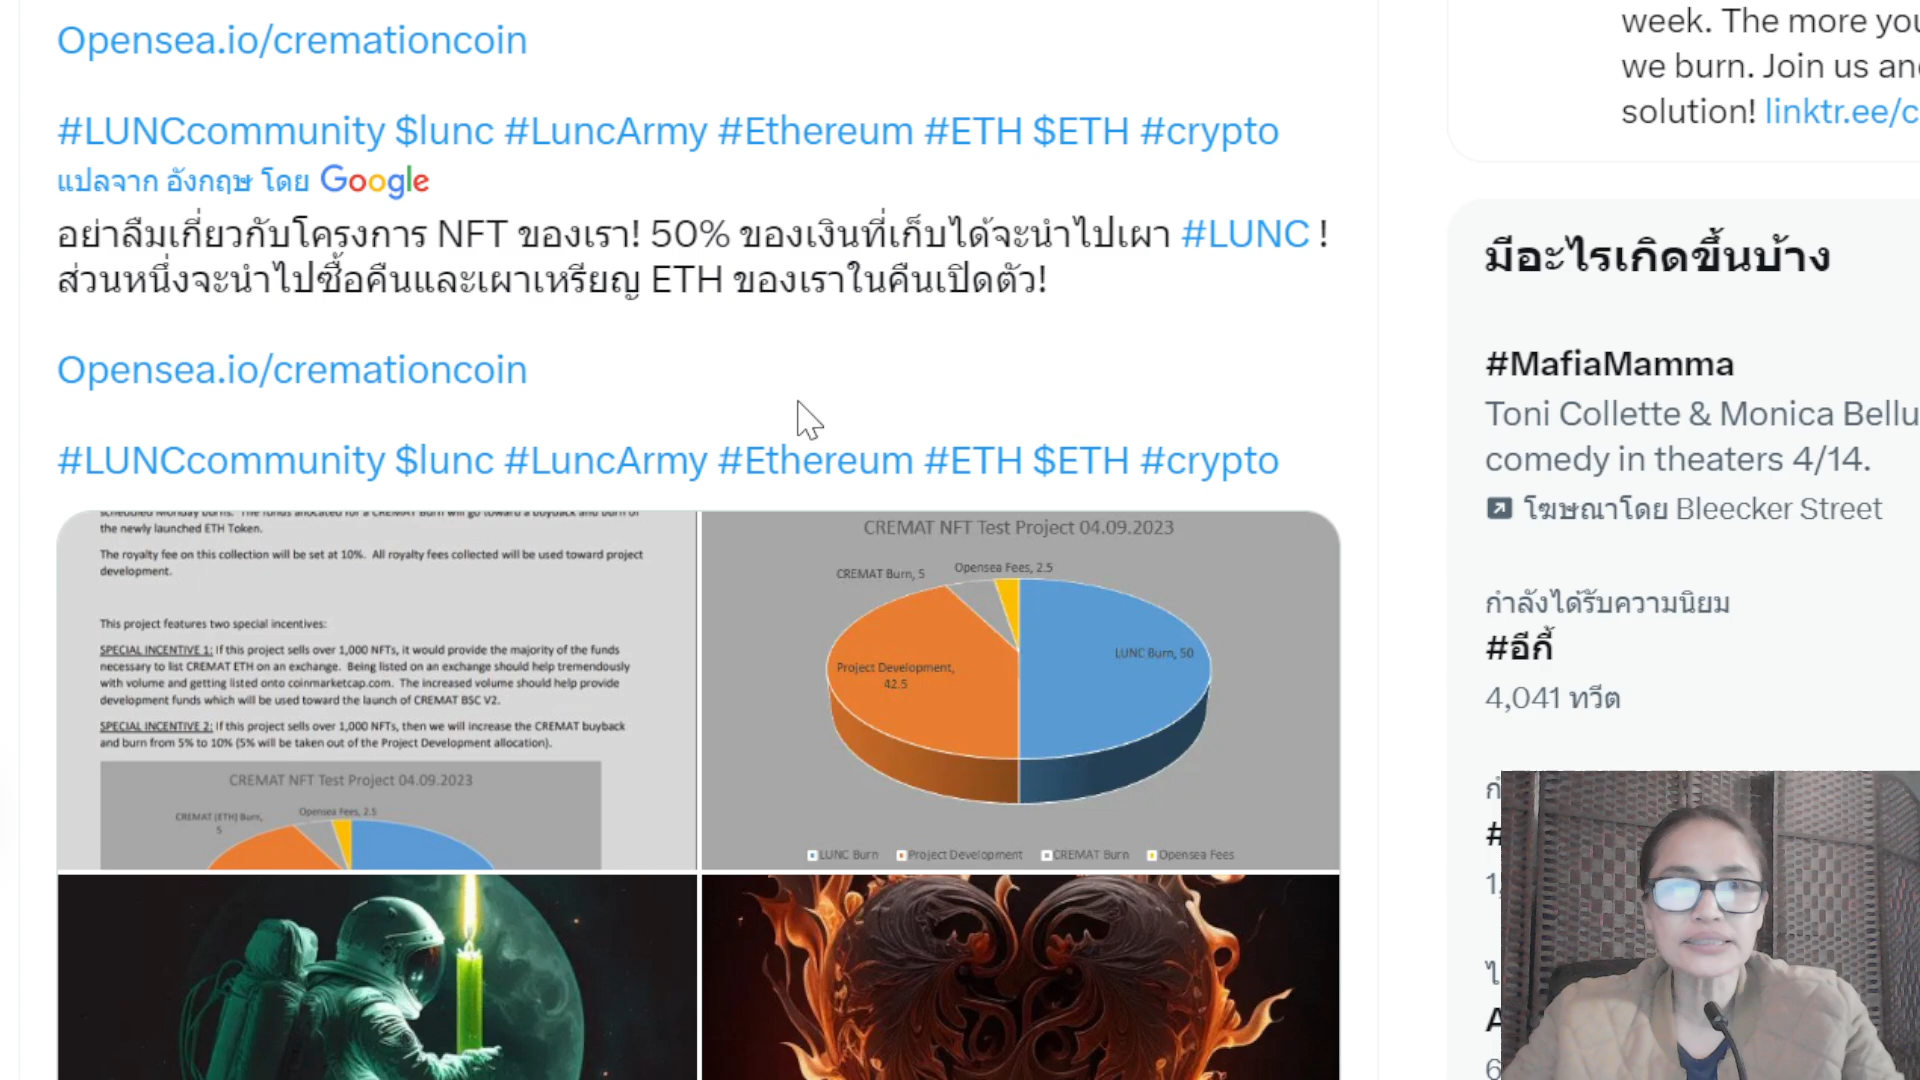 Opensea.io/cremationcoin
#LUNCcommunity $lunc #LuncArmy #Ethereum #ETH $ETH #crypto
แปลจาก อังกฤษ โดย Google
อย่าลืมเกี่ยวกับโครงการ NFT ของเรา! 50% ของเงินที่เก็บได้จะนำไปเผา #LUNC !
ส่วนหนึ่งจะนำไปซื้อคืนและเผาเหรียญ ETH ของเราในคืนเปิดตัว!
Opensea.io/cremationcoin
#LUNCcommunity $lunc #LuncArmy #Ethereum #ETH $ETH #crypto
scheduled Monday burns. The funds allocated for a CREMAT Burn will go toward a buyback and burn of
the newly launched ETH Token.
The royalty fee on this collection will be set at 10%. All royalty fees collected will be used toward project
development.
This project features two special incentives:
SPECIAL INCENTIVE 1: If this project sells over 1,000 NFTs, it would provide the majority of the funds
necessary to list CREMAT ETH on an exchange. Being listed on an exchange should help tremendously
with volume and getting listed onto coinmarketcap.com. The increased volume should help provide
development funds which will be used toward the launch of CREMAT BSC V2.
SPECIAL INCENTIVE 2: If this project sells over 1,000 NFTs, then we will increase the CREMAT buyback
and burn from 5% to 10% (5% will be taken out of the Project Development allocation).
CREMAT NFT Test Project 04.09.2023
CREMAT (ETH) Burn,
5
Opensea Fees, 2.5
CREMAT NFT Test Project 04.09.2023
CREMAT Burn, 5
Opensea Fees, 2.5
Project Development,
42.5
LUNC Burn, 50
LUNC Burn Project Development CREMAT Burn Opensea Fees
week. The more you
we burn. Join us
solution! linktr.ee/c
มีอะไรเกิดขึ้นบ้าง
#MafiaMamma
Toni Collette & Monica Bellu
comedy in theaters 4/14.
โฆษณาโดย Bleecker Street
กำลังได้รับความนิยม
#อีกี้
4,041 ทวีต